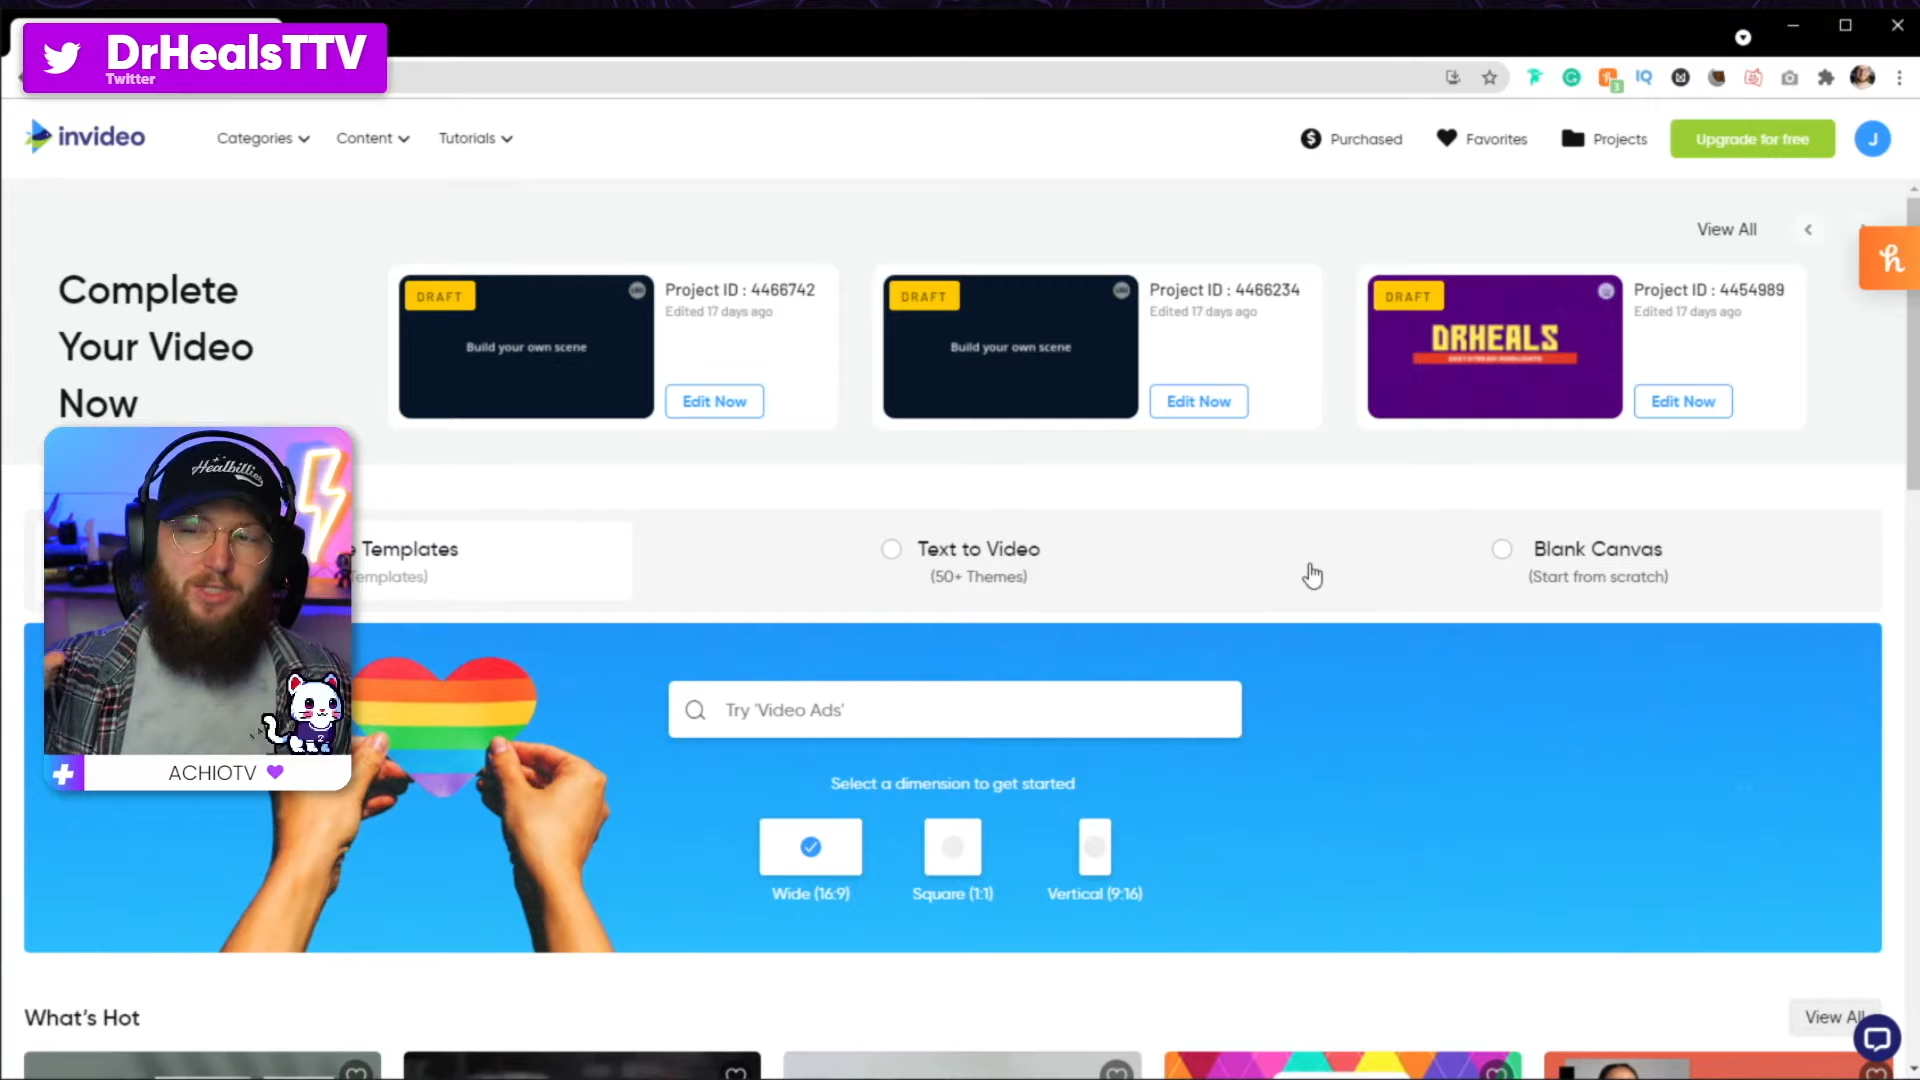 DrHealsTTV
Twitter
IQ
3
invideo
Categories
Content
Tutorials
Purchased
Favorites
Projects
Upgrade for free
J
View All
Complete
Your Video
Now
DRAFT
Build your own scene
Project ID : 4466742
Edited 17 days ago
Edit Now
DRAFT
Build your own scene
Project ID : 4466234
Edited 17 days ago
Edit Now
DRAFT
DRHEALS
Project ID : 4454989
Edited 17 days ago
Edit Now
Healbillies
Templates
Templates)
Text to Video
(50+ Themes)
Blank Canvas
(Start from scratch)
Try 'Video Ads'
Select a dimension to get started
Wide (16:9)
Square (1:1)
Vertical (9:16)
ACHIOTV
What's Hot
View All